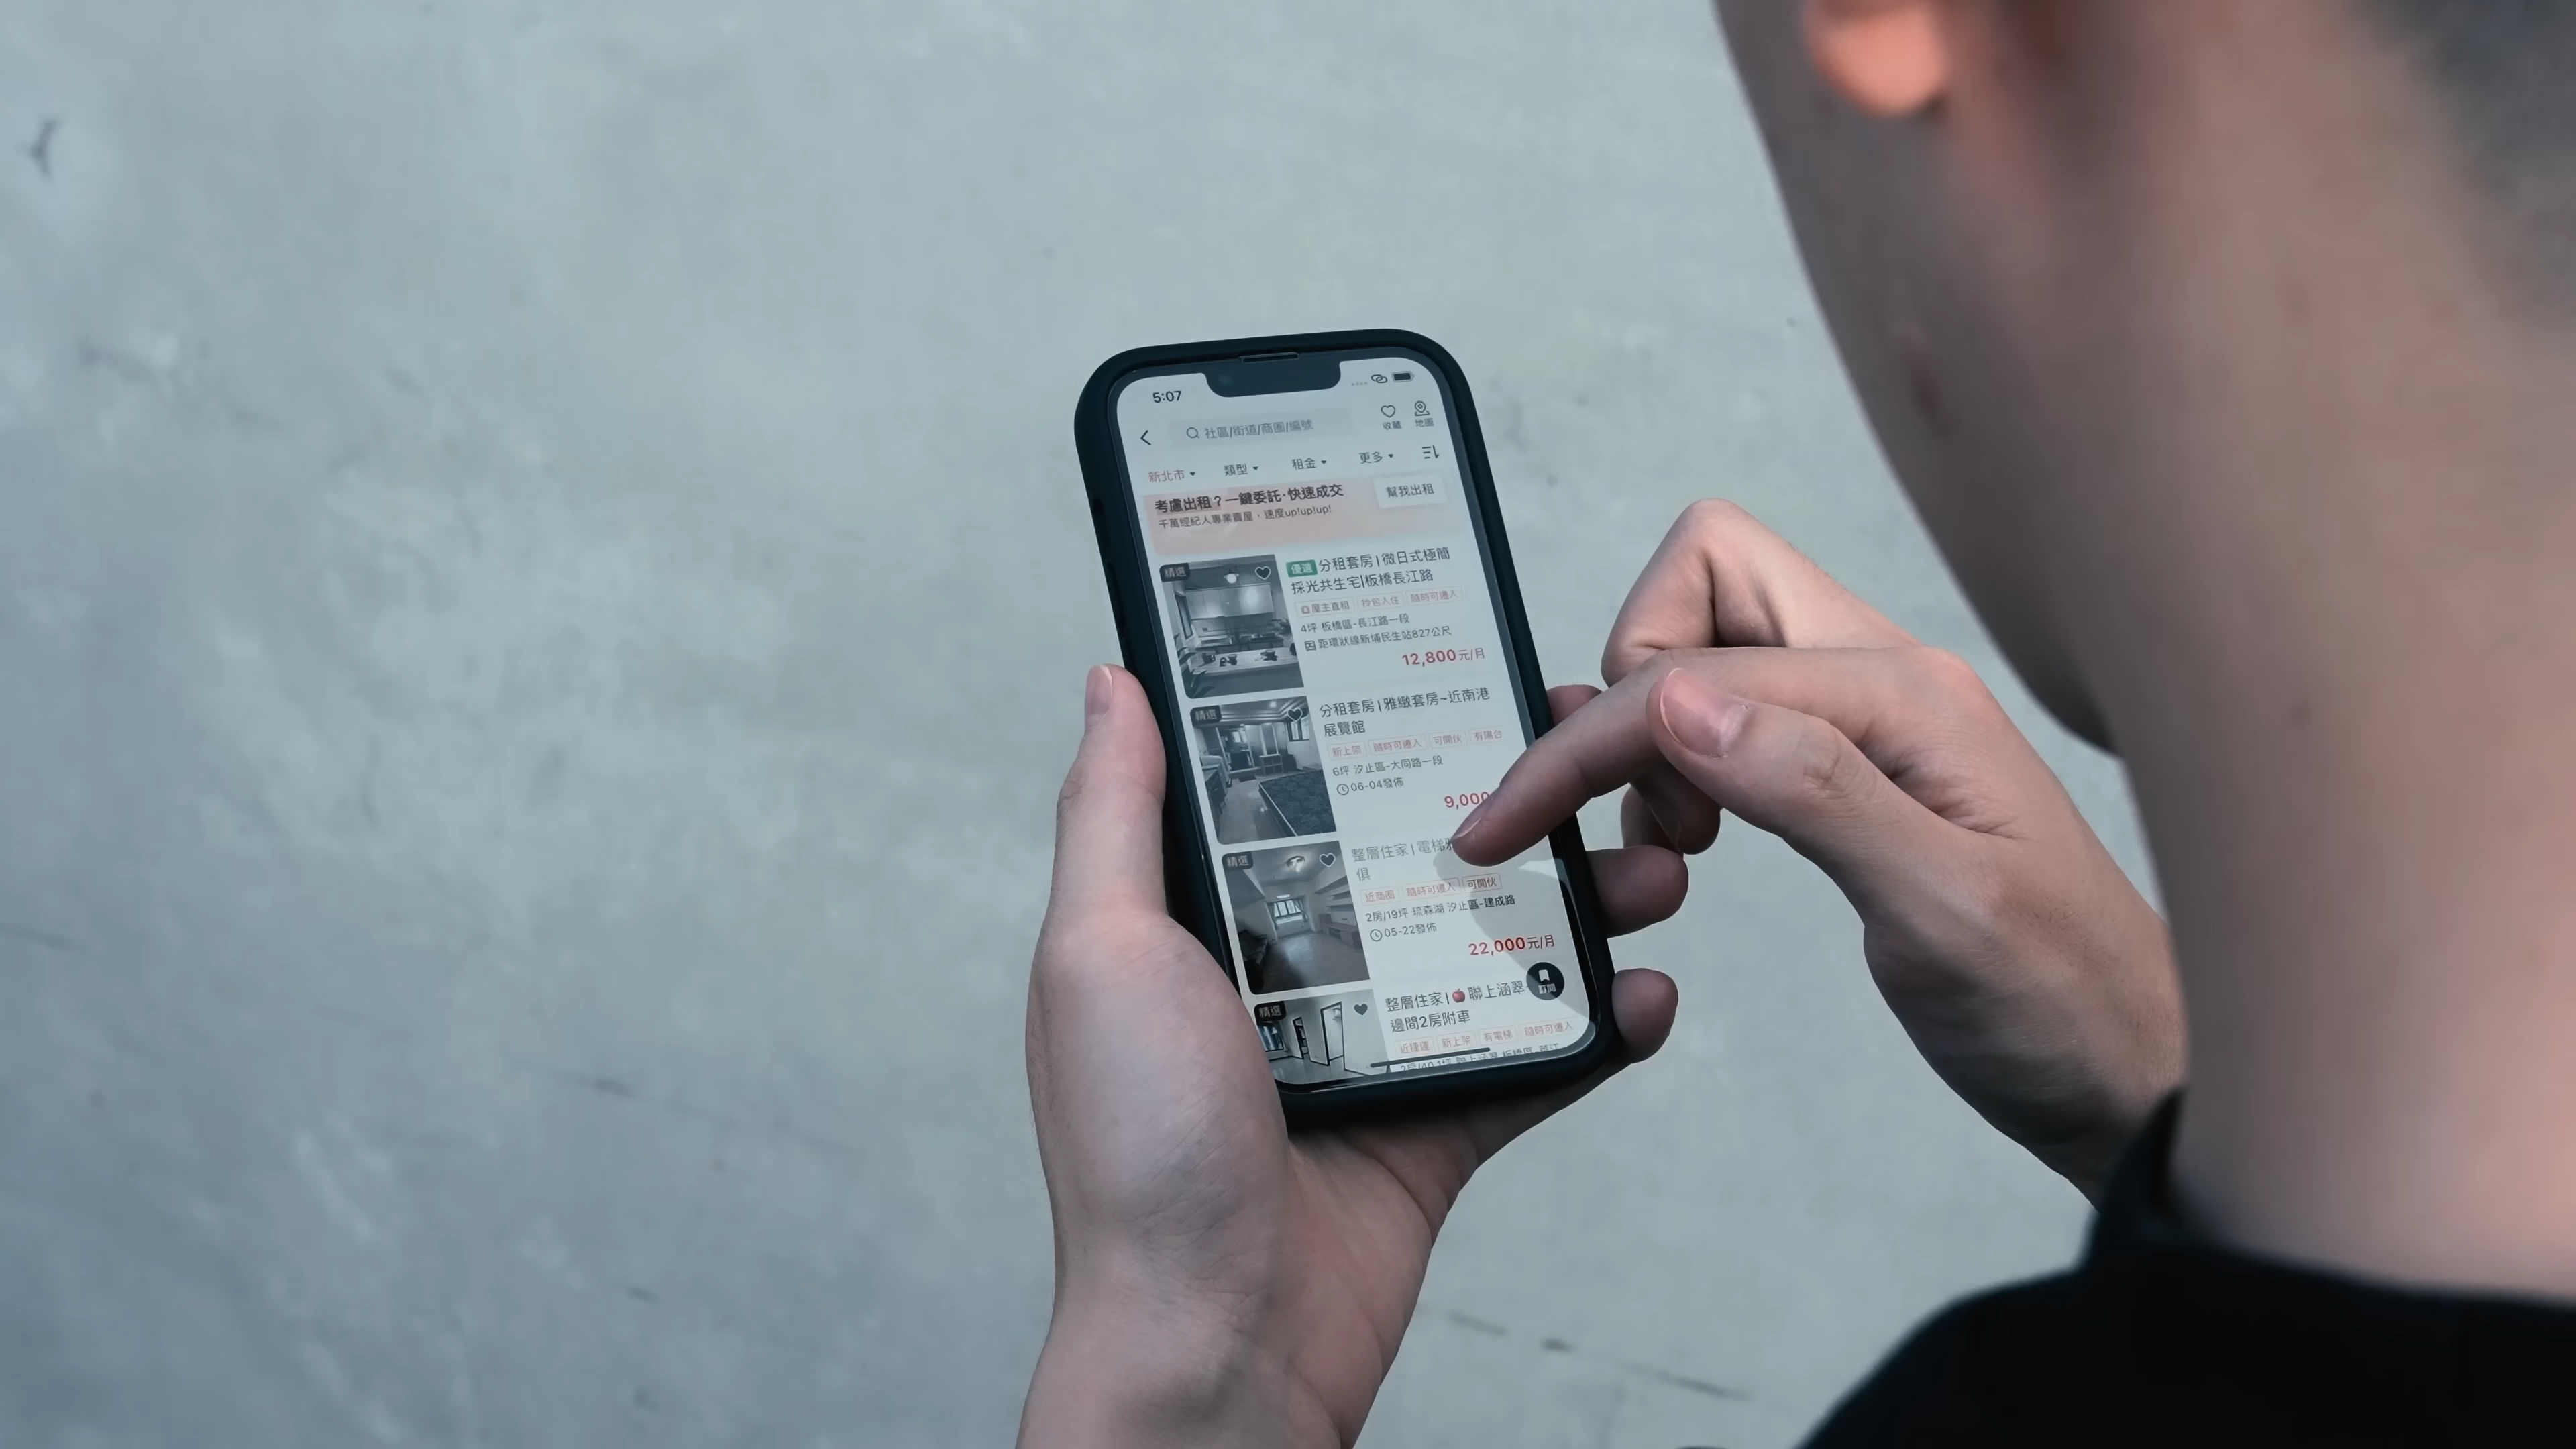 5:07
社區/街道/商圈/編號
收藏
地圖
新北市 類型 租金 更多
考慮出租？一鍵委託·快速成交
千萬經紀人專業賣屋，速度up!up!up!
幫我出租
精選
優選 分租套房|微日式極簡
採光共生宅|板橋長江路
屋主直租 拎包入住 隨時可遷入
4坪 板橋區-長江路一段
距環狀線新埔民生站827公尺
12,800元/月
精選
分租套房|雅緻套房~近南港
展覽館
新上架 隨時可遷入 可開伙 有陽台
6坪 汐止區-大同路一段
06-04發佈
9,000
精選
整層住家|電梯
俱
近商圈 隨時可遷入 可開伙
2房/19坪 琉森湖 汐止區-建成路
05-22發佈
22,000元/月
訂閱
精選
整層住家|🍎聯上涵翠
邊間2房附車
近捷運 新上架 有電梯 隨時可遷入